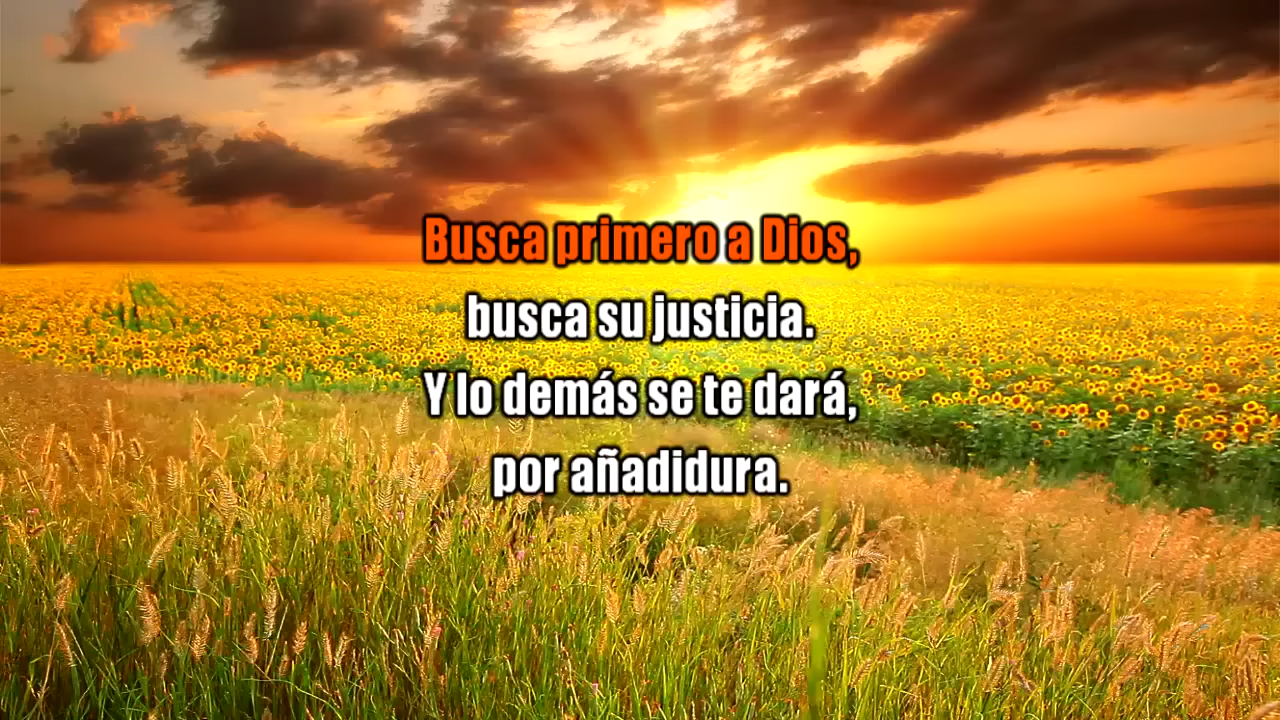 Busca primero a Dios,
busca su justicia.
Y lo demás se te dará,
por añadidura.